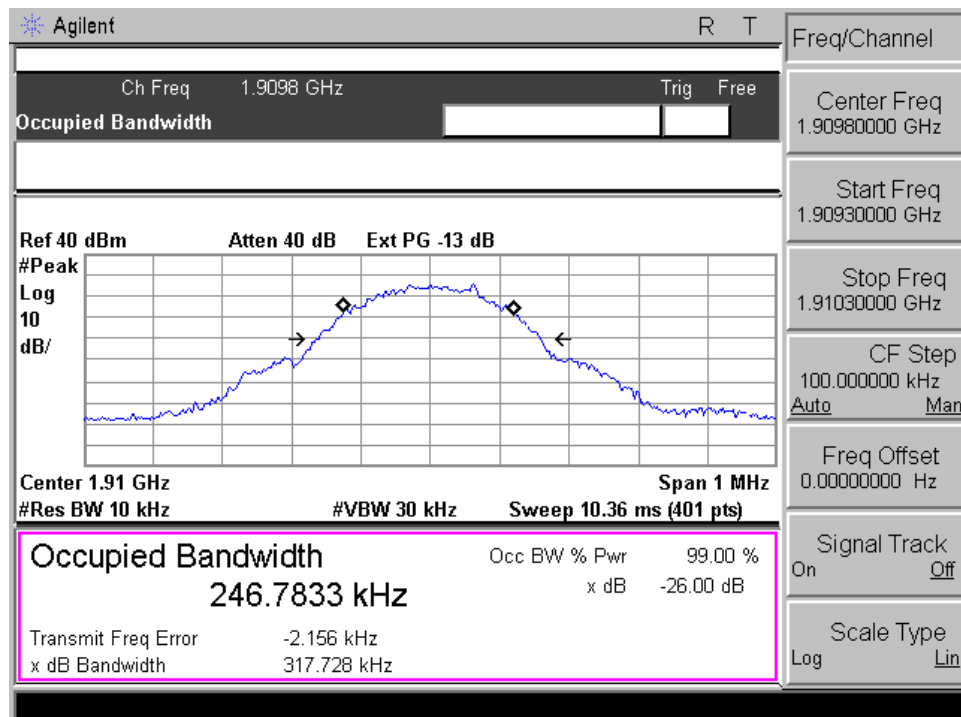 Agilent R T
Ch Freq 1.9098 GHz Trig Free
Occupied Bandwidth
Ref 40 dBm Atten 40 dB Ext PG -13 dB
#Peak
Log
10
dB/
Center 1.91 GHz Span 1 MHz
#Res BW 10 kHz #VBW 30 kHz Sweep 10.36 ms (401 pts)
Occupied Bandwidth Occ BW % Pwr 99.00 %
246.7833 kHz x dB -26.00 dB
Transmit Freq Error -2.156 kHz
x dB Bandwidth 317.728 kHz
Freq/Channel
Center Freq
1.90980000 GHz
Start Freq
1.90930000 GHz
Stop Freq
1.91030000 GHz
CF Step
100.000000 kHz
Auto Man
Freq Offset
0.00000000 Hz
Signal Track
On Off
Scale Type
Log Lin